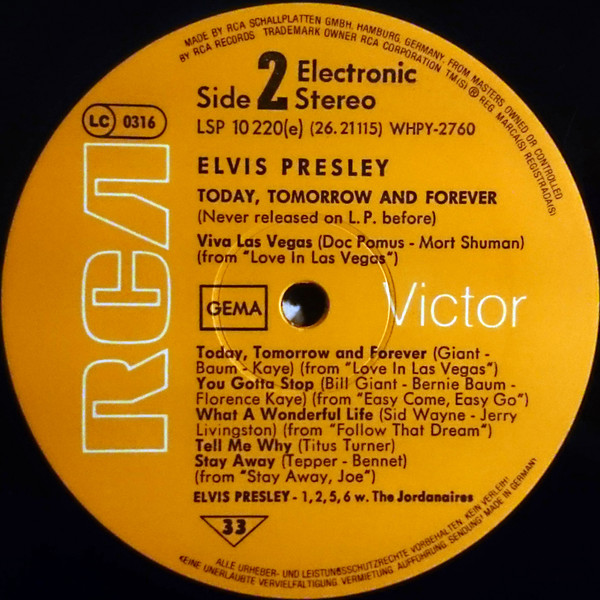 MADE BY RCA SCHALLPLATTEN GMBH, HAMBURG, GERMANY, FROM MASTERS OWNED OR CONTROLLED
BY RCA RECORDS TRADEMARK OWNER RCA CORPORATION TM(S) ® REG. MARCA(S) REGISTRADA(S)
Side 2 Electronic Stereo
LC 0316
LSP 10 220(e) (26.21115) WHPY-2760
RCA
ELVIS PRESLEY
TODAY, TOMORROW AND FOREVER
(Never released on L.P. before)
Viva Las Vegas (Doc Pomus - Mort Shuman)
(from "Love In Las Vegas")
GEMA
Victor
Today, Tomorrow and Forever (Giant -
Baum - Kaye) (from "Love In Las Vegas")
You Gotta Stop (Bill Giant - Bernie Baum -
Florence Kaye) (from "Easy Come, Easy Go")
What A Wonderful Life (Sid Wayne - Jerry
Livingston) (from "Follow That Dream")
Tell Me Why (Titus Turner)
Stay Away (Tepper - Bennet)
(from "Stay Away, Joe")
ELVIS PRESLEY - 1, 2, 5, 6 w. The Jordanaires
33
ALLE URHEBER- UND LEISTUNGSSCHUTZRECHTE VORBEHALTEN. KEIN VERLEIH!
KEINE UNERLAUBTE VERVIELFÄLTIGUNG, VERMIETUNG, AUFFÜHRUNG, SENDUNG! MADE IN GERMANY